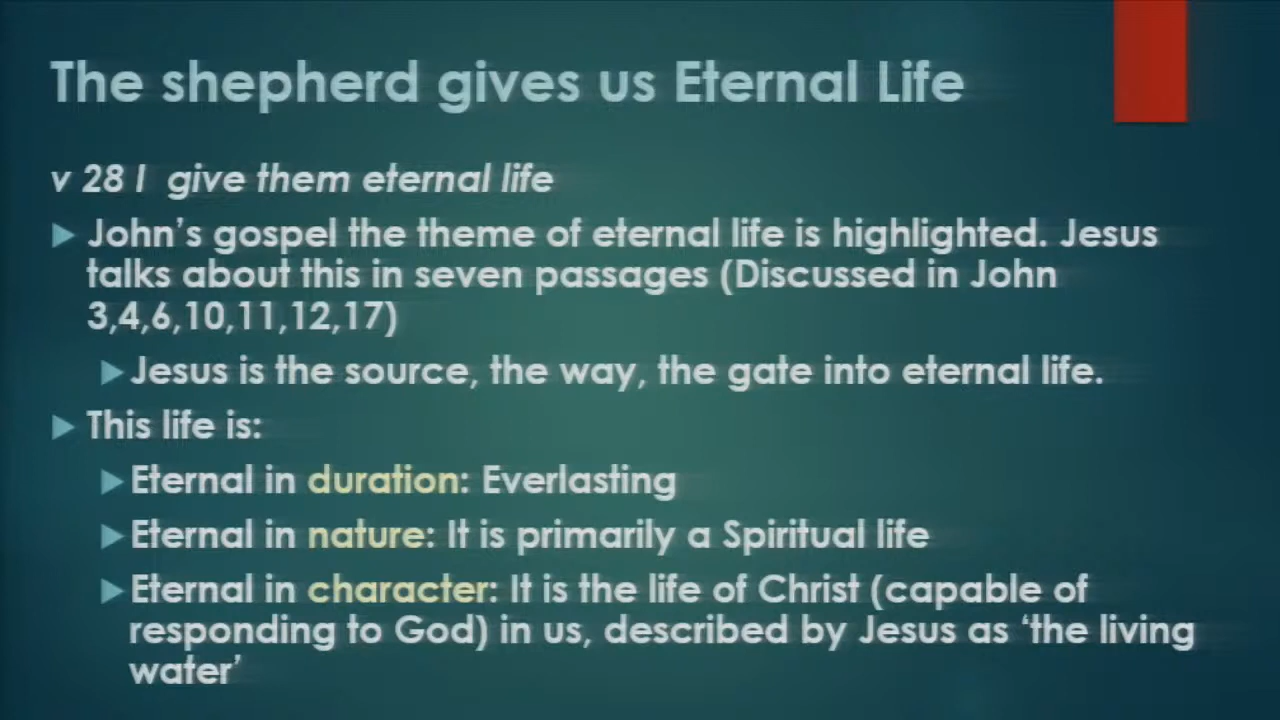 The shepherd gives us Eternal Life
v 28 I give them eternal life
John's gospel the theme of eternal life is highlighted. Jesus
talks about this in seven passages (Discussed in John
3,4,6,10,11,12,17)
Jesus is the source, the way, the gate into eternal life.
This life is:
Eternal in duration: Everlasting
Eternal in nature: It is primarily a Spiritual life
Eternal in character: It is the life of Christ (capable of
responding to God) in us, described by Jesus as ‘the living
water’